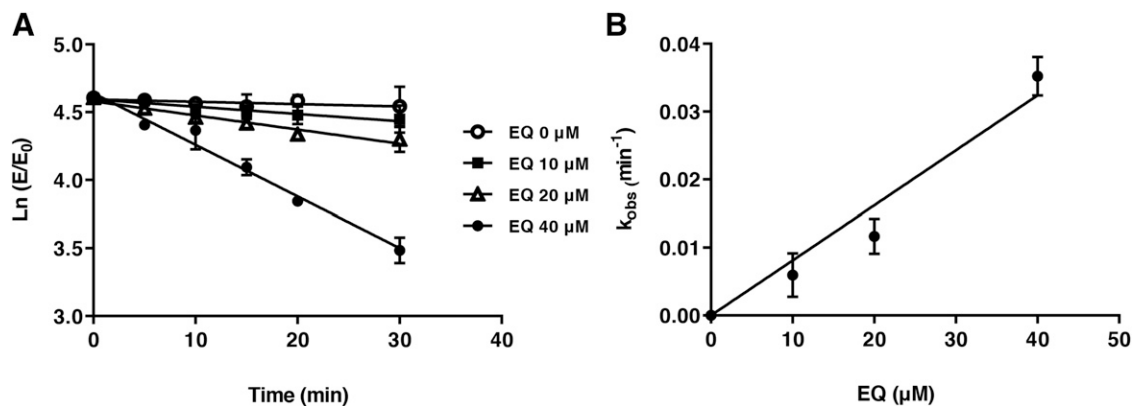 A
Ln (E/E0)
5.0
4.5
4.0
3.5
3.0
0
10
20
30
40
Time (min)
EQ 0 µM
EQ 10 µM
EQ 20 µM
EQ 40 µM
B
kobs (min-1)
0.04
0.03
0.02
0.01
0.00
0
10
20
30
40
50
EQ (µM)